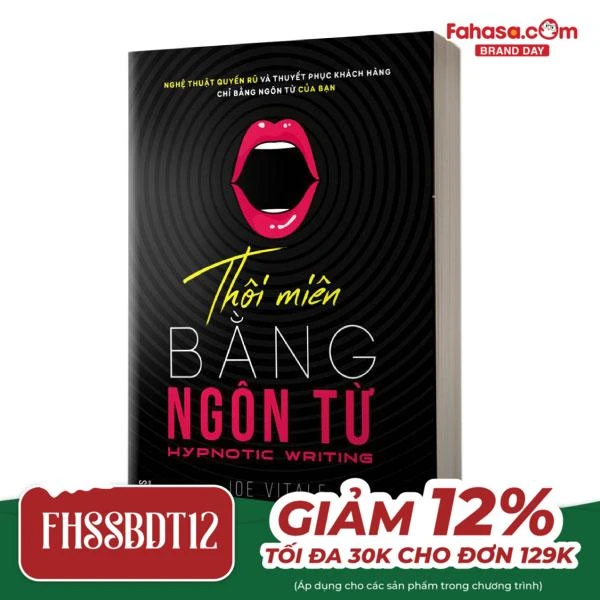 Fahasa.com
BRAND DAY
NGHỆ THUẬT QUYẾN RŨ VÀ THUYẾT PHỤC KHÁCH HÀNG
CHỈ BẰNG NGÔN TỪ CỦA BẠN
Thôi miên
BẰNG
NGÔN TỪ
HYPNOTIC WRITING
JOE VITALE
FHSSBDT12
GIẢM 12%
TỐI ĐA 30K CHO ĐƠN 129K
(Áp dụng cho các sản phẩm trong chương trình)